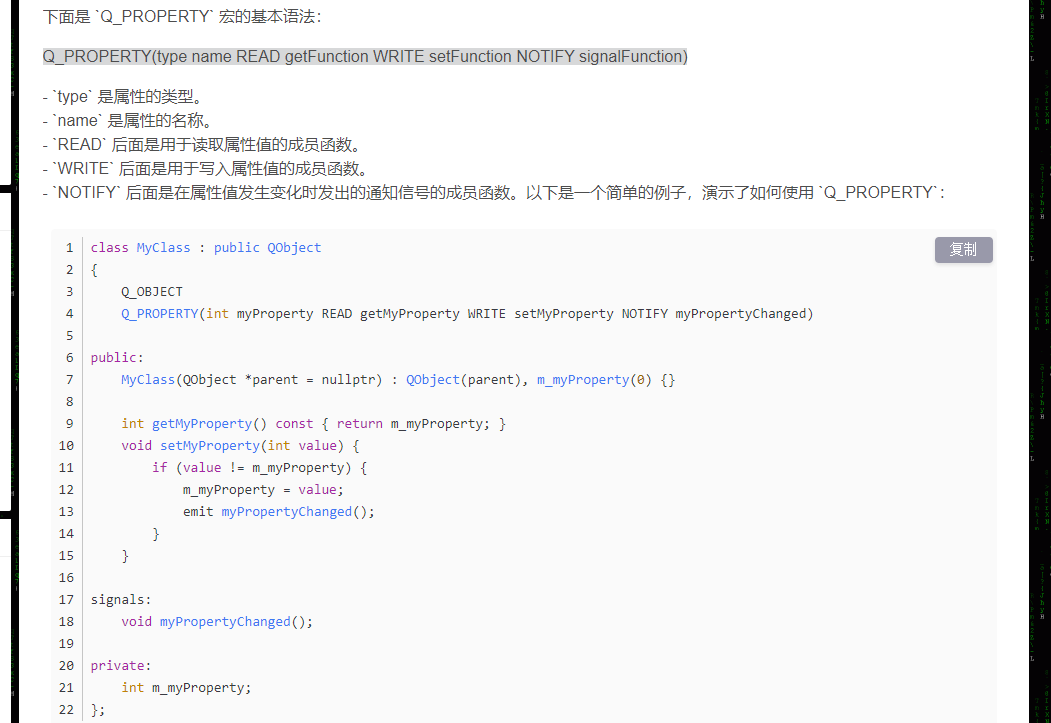 下面是 `Q_PROPERTY` 宏的基本语法：
Q_PROPERTY(type name READ getFunction WRITE setFunction NOTIFY signalFunction)
- `type` 是属性的类型。
- `name` 是属性的名称。
- `READ` 后面是用于读取属性值的成员函数。
- `WRITE` 后面是用于写入属性值的成员函数。
- `NOTIFY` 后面是在属性值发生变化时发出的通知信号的成员函数。以下是一个简单的例子，演示了如何使用 `Q_PROPERTY`：
复制
1 class MyClass : public QObject
2 {
3     Q_OBJECT
4     Q_PROPERTY(int myProperty READ getMyProperty WRITE setMyProperty NOTIFY myPropertyChanged)
5
6 public:
7     MyClass(QObject *parent = nullptr) : QObject(parent), m_myProperty(0) {}
8
9     int getMyProperty() const { return m_myProperty; }
10     void setMyProperty(int value) {
11         if (value != m_myProperty) {
12             m_myProperty = value;
13             emit myPropertyChanged();
14         }
15     }
16
17 signals:
18     void myPropertyChanged();
19
20 private:
21     int m_myProperty;
22 };